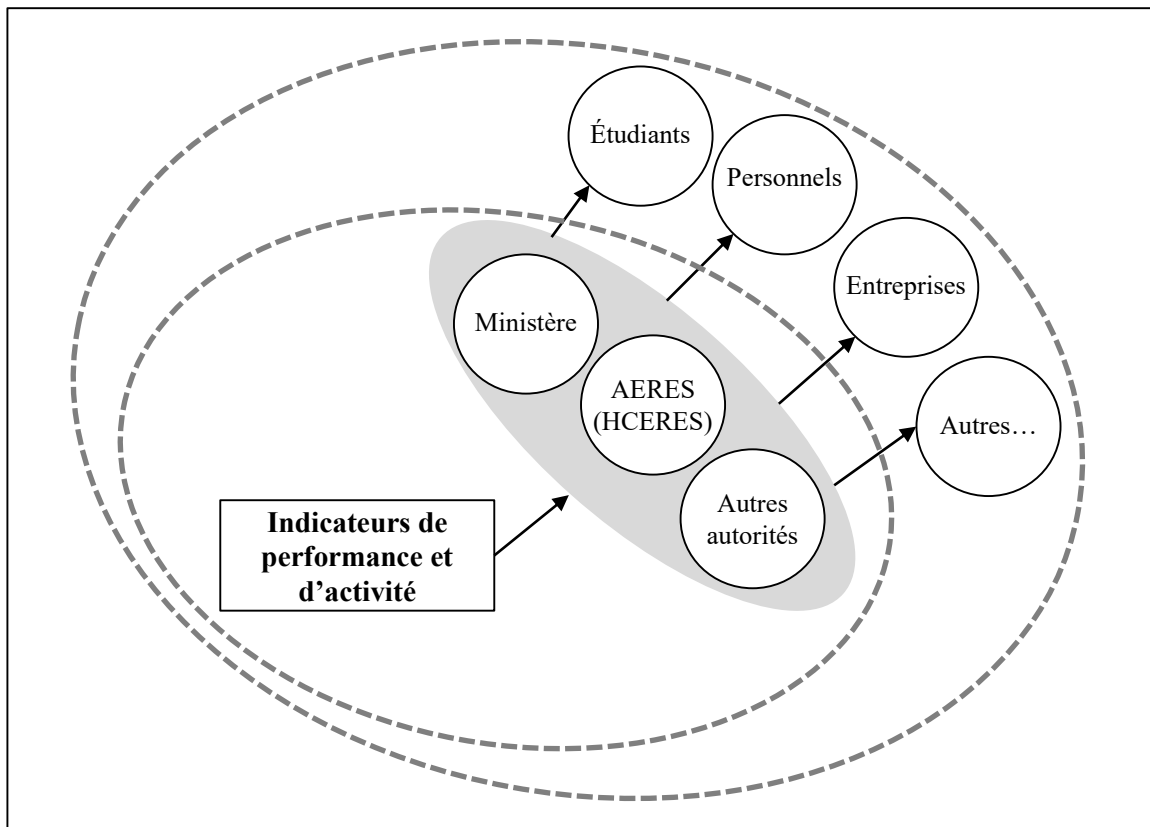 Étudiants
Personnels
Entreprises
Ministère
AERES
(HCERES)
Autres…
Autres
autorités
Indicateurs de
performance et
d’activité